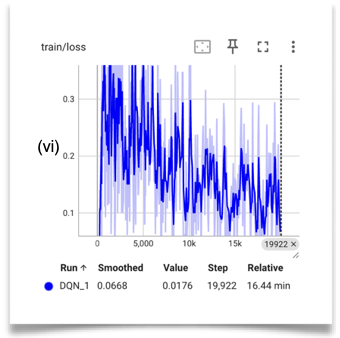 train/loss
0.3
(vi)
0.2
0.1
0 5,000 10k 15k 19922 ×
Run ↑ Smoothed Value Step Relative
DQN_1 0.0668 0.0176 19,922 16.44 min